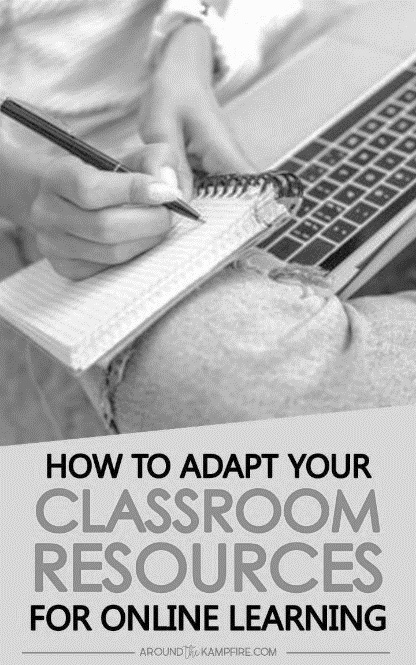 HOW TO ADAPT YOUR
CLASSROOM
RESOURCES
FOR ONLINE LEARNING
AROUND the KAMPFIRE.COM